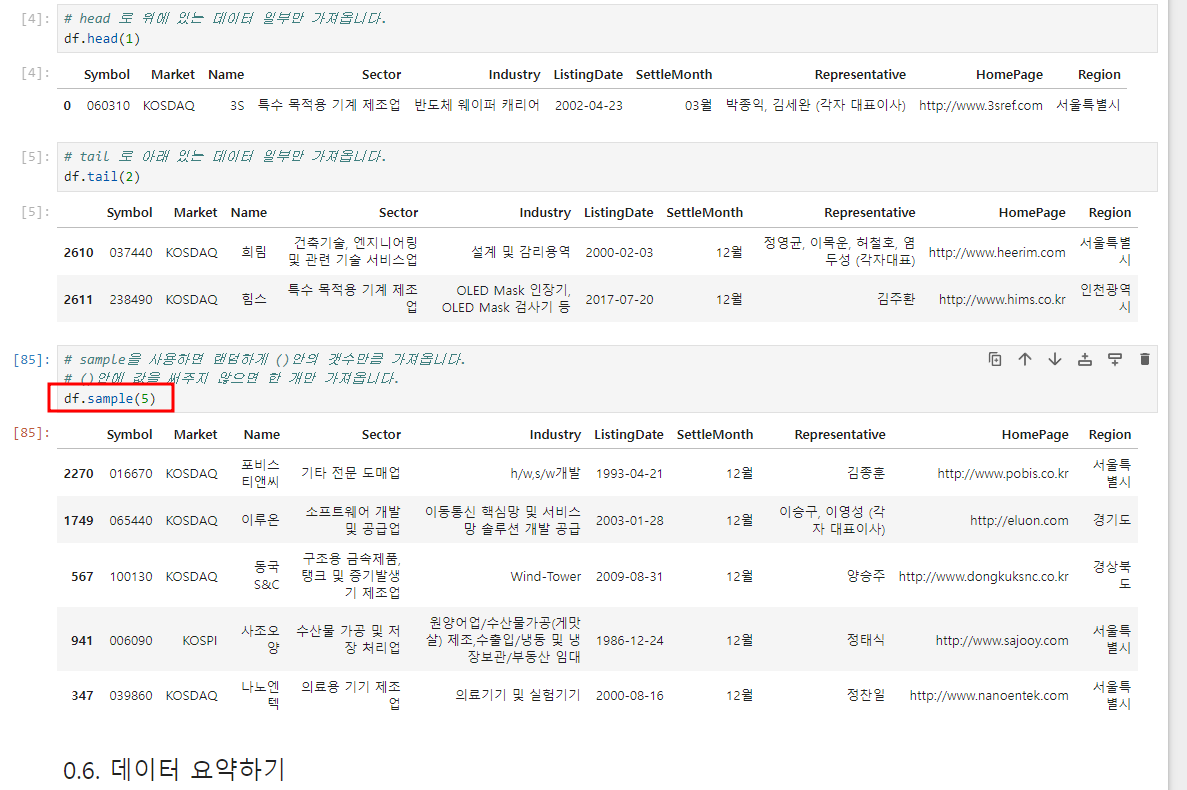 [4]: # head 로 위에 있는 데이터 일부만 가져옵니다.
df.head(1)
[4]: Symbol Market Name Sector Industry ListingDate SettleMonth Representative HomePage Region
0 060310 KOSDAQ 3S 특수 목적용 기계 제조업 반도체 웨이퍼 캐리어 2002-04-23 03월 박종익, 김세완 (각자 대표이사) http://www.3sref.com 서울특별시
[5]: # tail 로 아래 있는 데이터 일부만 가져옵니다.
df.tail(2)
[5]: Symbol Market Name Sector Industry ListingDate SettleMonth Representative HomePage Region
건축기술, 엔지니어링 정영균, 이목운, 허철호, 염 서울특별
2610 037440 KOSDAQ 희림 설계 및 감리용역 2000-02-03 12월 http://www.heerim.com
및 관련 기술 서비스업 두성 (각자대표) 시
특수 목적용 기계 제조 OLED Mask 인장기, 인천광역
2611 238490 KOSDAQ 힘스 2017-07-20 12월 김주환 http://www.hims.co.kr
업 OLED Mask 검사기 등 시
[85]: # sample을 사용하면 랜덤하게 ()안의 갯수만큼 가져옵니다.
# ()안에 값을 써주지 않으면 한 개만 가져옵니다.
df.sample(5)
[85]: Symbol Market Name Sector Industry ListingDate SettleMonth Representative HomePage Region
포비스 서울특
2270 016670 KOSDAQ 기타 전문 도매업 h/w,s/w개발 1993-04-21 12월 김종훈 http://www.pobis.co.kr
티앤씨 별시
소프트웨어 개발 이동통신 핵심망 및 서비스 이승구, 이영성 (각
1749 065440 KOSDAQ 이루온 2003-01-28 12월 http://eluon.com 경기도
및 공급업 망 솔루션 개발 공급 자 대표이사)
구조용 금속제품,
동국 경상북
567 100130 KOSDAQ 탱크 및 증기발생 Wind-Tower 2009-08-31 12월 양승주 http://www.dongkuksnc.co.kr
S&C 도
기 제조업
원양어업/수산물가공(게맛
사조오 수산물 가공 및 저 서울특
941 006090 KOSPI 살) 제조,수출입/냉동 및 냉 1986-12-24 12월 정태식 http://www.sajooy.com
양 장 처리업 별시
장보관/부동산 임대
나노엔 의료용 기기 제조 서울특
347 039860 KOSDAQ 의료기기 및 실험기기 2000-08-16 12월 정찬일 http://www.nanoentek.com
텍 업 별시
0.6. 데이터 요약하기